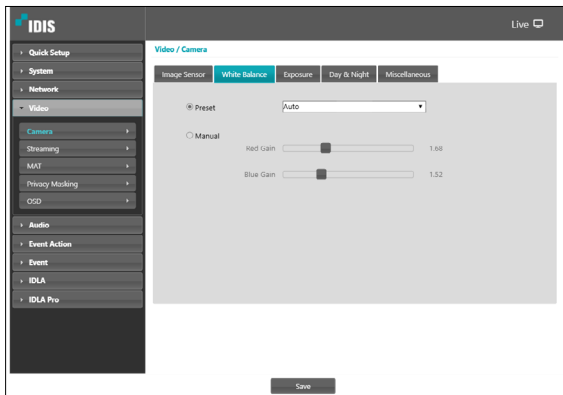 IDIS
Live
Quick Setup
System
Network
Video
Camera
Streaming
MAT
Privacy Masking
OSD
Audio
Event Action
Event
IDLA
IDLA Pro
Video / Camera
Image Sensor White Balance Exposure Day & Night Miscellaneous
Preset Auto
Manual
Red Gain 1.68
Blue Gain 1.52
Save